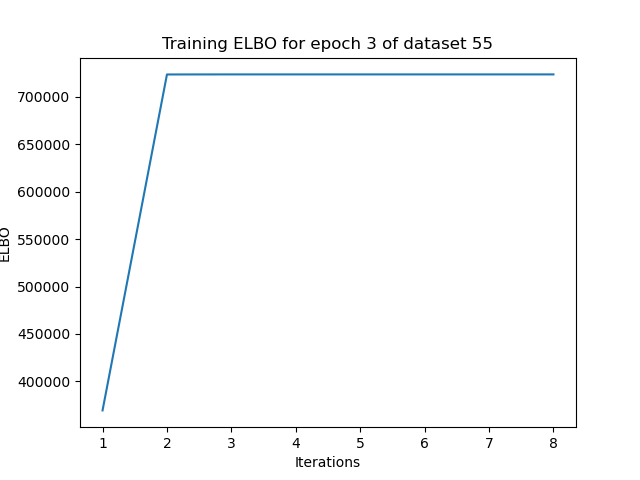 Training ELBO for epoch 3 of dataset 55
700000
650000
600000
550000
500000
450000
400000
ELBO
1 2 3 4 5 6 7 8
Iterations